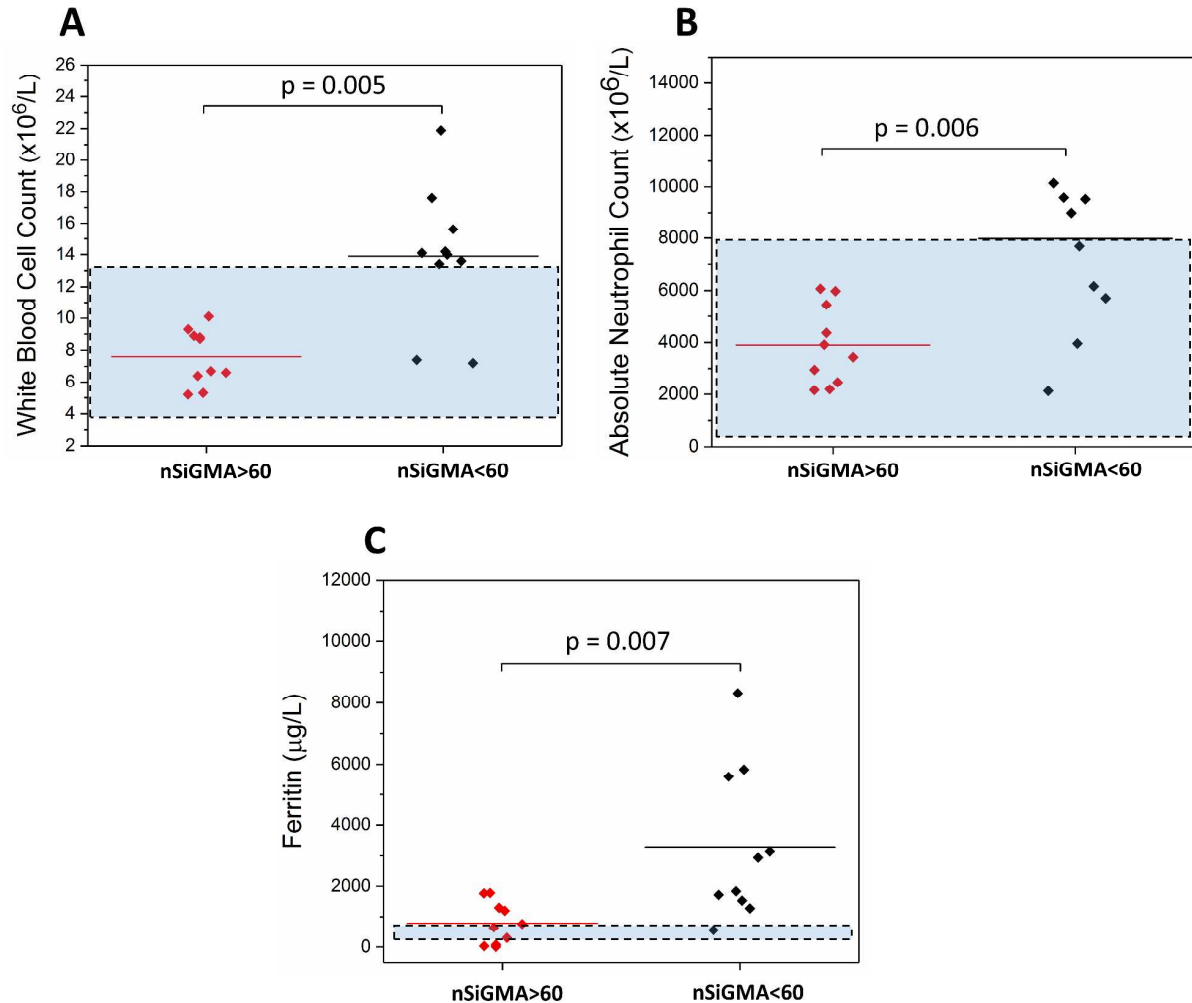 A
White Blood Cell Count (x10⁶/L)
26
24
22
20
18
16
14
12
10
8
6
4
2
p = 0.005
nSiGMA>60
nSiGMA<60
B
Absolute Neutrophil Count (x10⁶/L)
14000
12000
10000
8000
6000
4000
2000
0
p = 0.006
nSiGMA>60
nSiGMA<60
C
Ferritin (μg/L)
12000
10000
8000
6000
4000
2000
0
p = 0.007
nSiGMA>60
nSiGMA<60